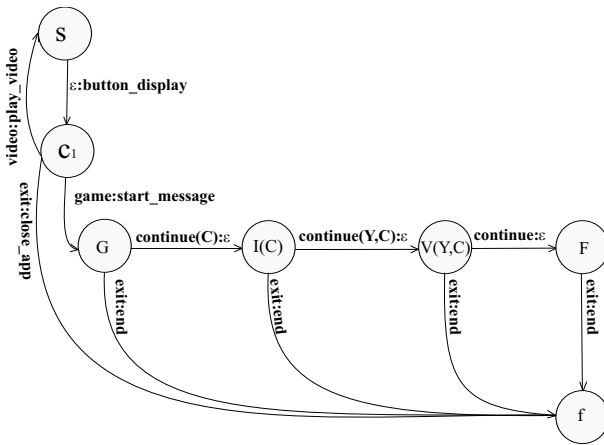 S
ε:button_display
video:play_video
C1
exit:close_app
game:start_message
G
continue(C):ε
I(C)
continue(Y,C):ε
V(Y,C)
continue:ε
F
exit:end
exit:end
exit:end
exit:end
f